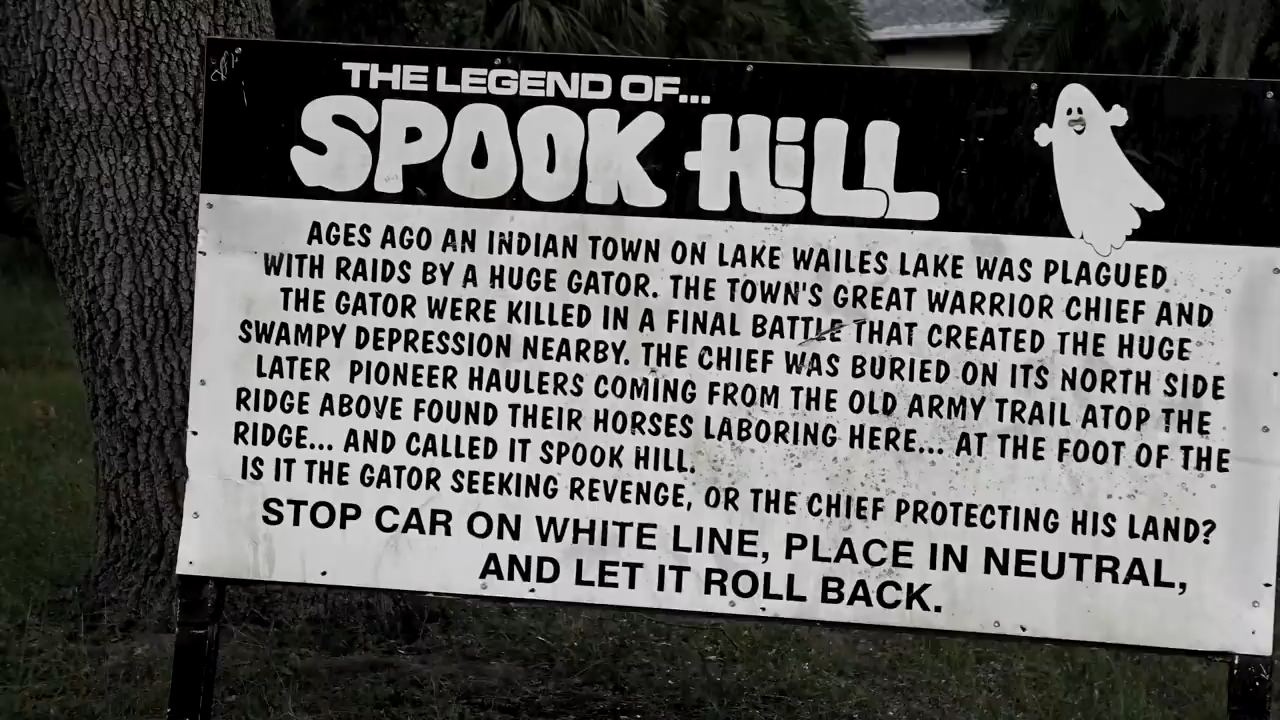 THE LEGEND OF...
SPOOK HiLL
AGES AGO AN INDIAN TOWN ON LAKE WAILES LAKE WAS PLAGUED
WITH RAIDS BY A HUGE GATOR. THE TOWN'S GREAT WARRIOR CHIEF AND
THE GATOR WERE KILLED IN A FINAL BATTLE THAT CREATED THE HUGE
SWAMPY DEPRESSION NEARBY. THE CHIEF WAS BURIED ON ITS NORTH SIDE
LATER PIONEER HAULERS COMING FROM THE OLD ARMY TRAIL ATOP THE
RIDGE ABOVE FOUND THEIR HORSES LABORING HERE... AT THE FOOT OF THE
RIDGE... AND CALLED IT SPOOK HILL.
IS IT THE GATOR SEEKING REVENGE, OR THE CHIEF PROTECTING HIS LAND?
STOP CAR ON WHITE LINE, PLACE IN NEUTRAL,
AND LET IT ROLL BACK.